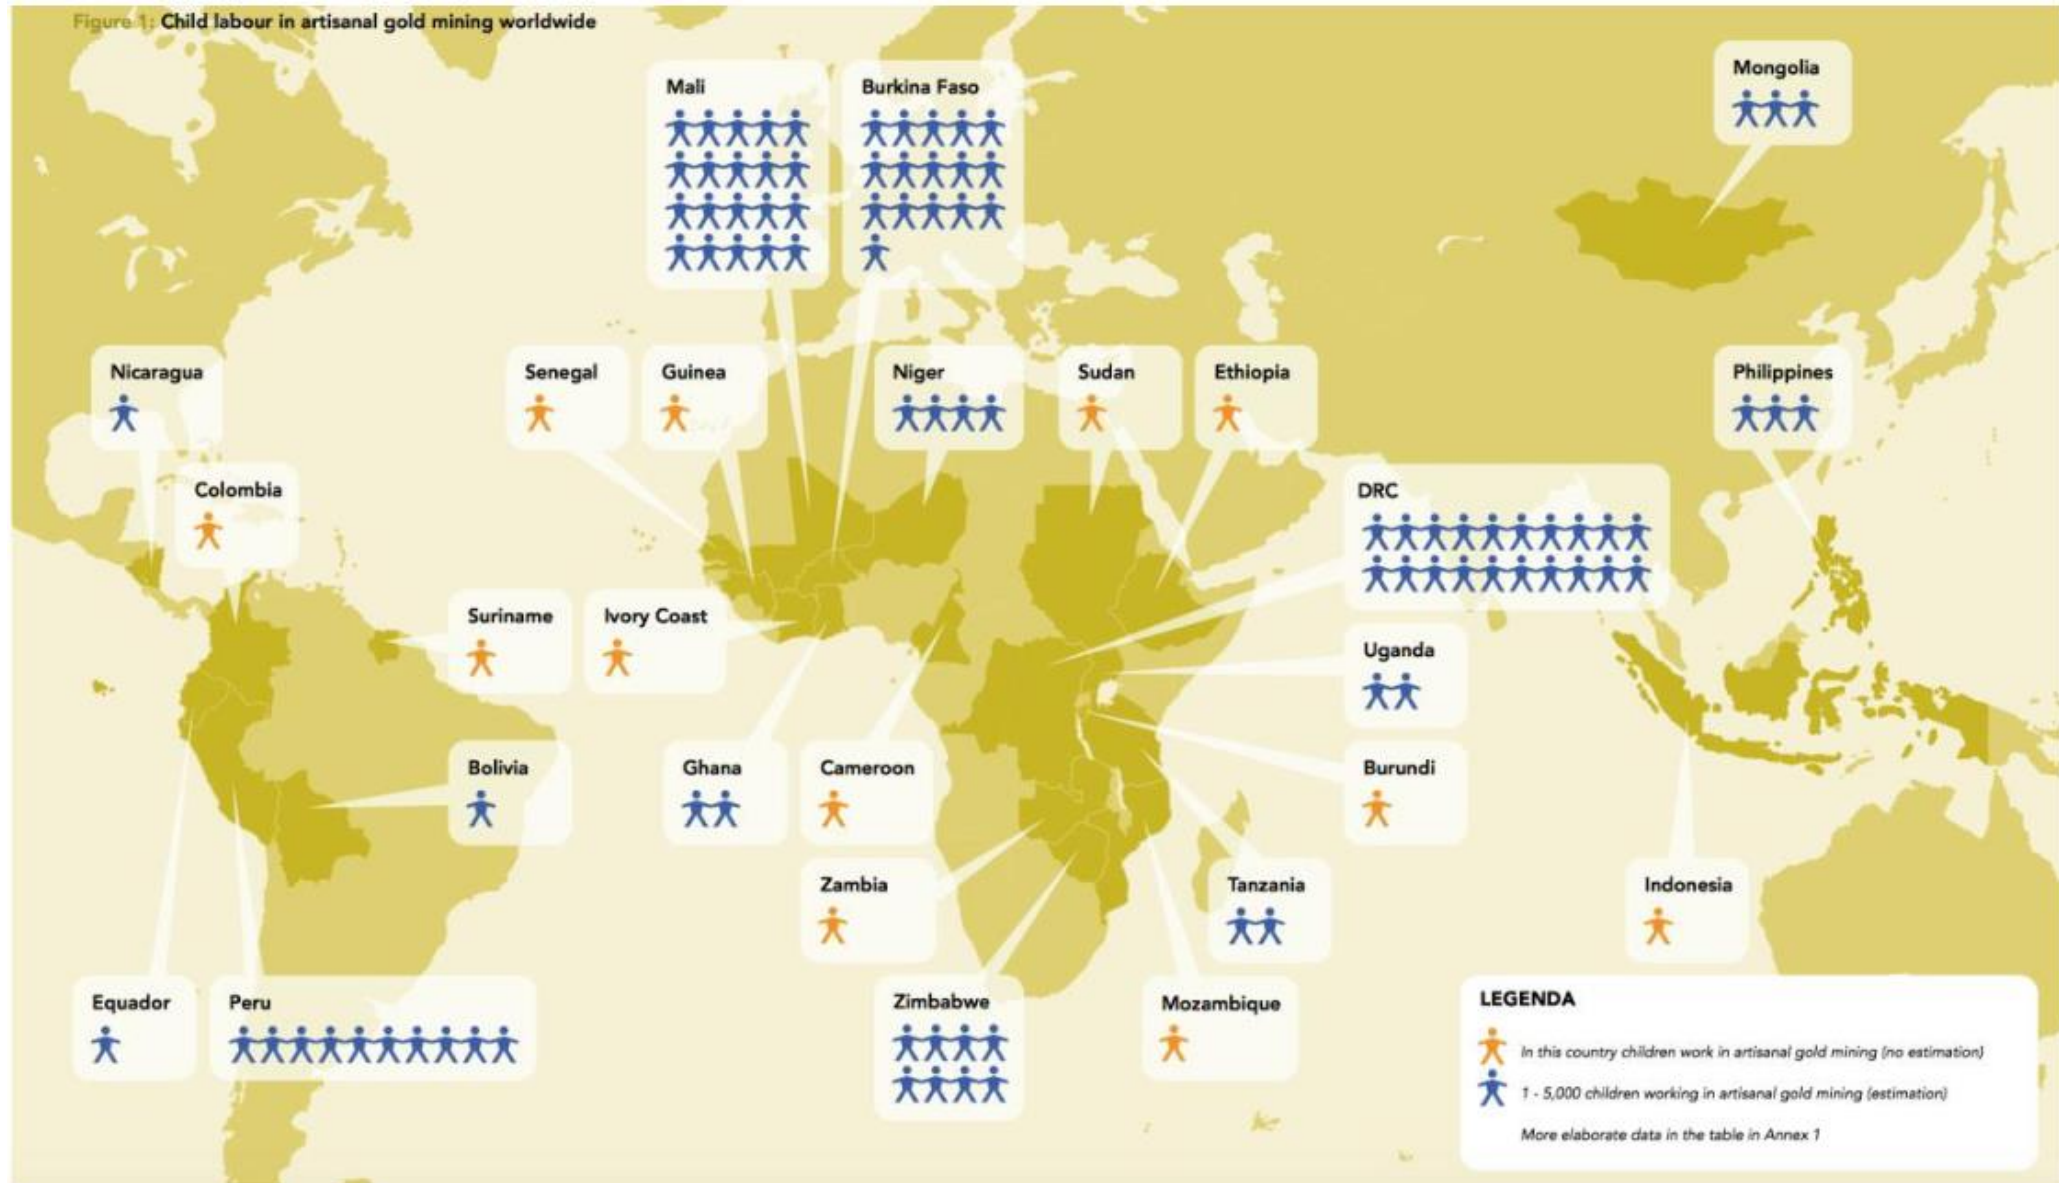 Figure 1: Child labour in artisanal gold mining worldwide
Mali
Burkina Faso
Mongolia
Nicaragua
Senegal
Guinea
Niger
Sudan
Ethiopia
Philippines
Colombia
DRC
Suriname
Ivory Coast
Uganda
Bolivia
Ghana
Cameroon
Burundi
Zambia
Tanzania
Indonesia
Equador
Peru
Zimbabwe
Mozambique
LEGENDA
In this country children work in artisanal gold mining (no estimation)
1 - 5,000 children working in artisanal gold mining (estimation)
More elaborate data in the table in Annex 1